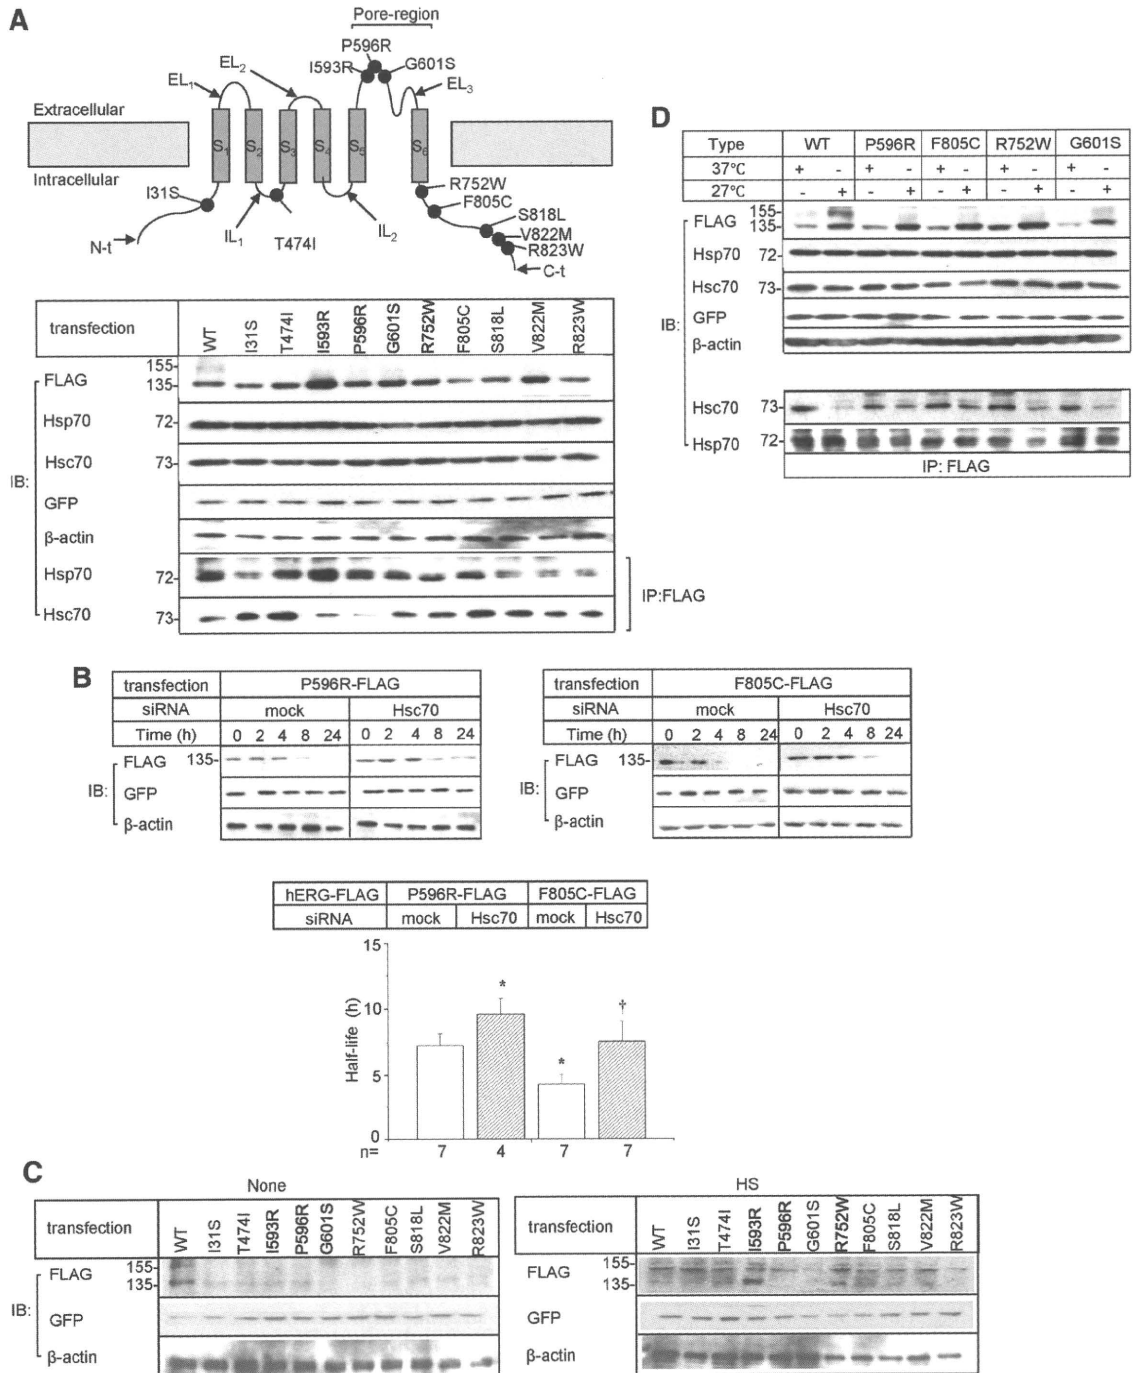 A
Pore-region
P596R
I593R
G601S
EL1
EL2
EL3
Extracellular
S1 S2 S3 S4 S5 S6
Intracellular
I31S
R752W
F805C
S818L
V822M
R823W
N-t
IL1
T474I
IL2
C-t
transfection WT I31S T474I I593R P596R G601S R752W F805C S818L V822M R823W
155-
FLAG 135-
Hsp70 72-
Hsc70 73-
IB:
GFP
β-actin
Hsp70 72-
IP:FLAG
Hsc70 73-
D
Type WT P596R F805C R752W G601S
37℃ + - + - + - + - + -
27℃ - + - + - + - + - +
155-
FLAG 135-
Hsp70 72-
Hsc70 73-
GFP
IB:
β-actin
Hsc70 73-
Hsp70 72-
IP: FLAG
B
transfection P596R-FLAG
siRNA mock Hsc70
Time (h) 0 2 4 8 24 0 2 4 8 24
FLAG 135-
IB: GFP
β-actin
transfection F805C-FLAG
siRNA mock Hsc70
Time (h) 0 2 4 8 24 0 2 4 8 24
FLAG 135-
IB: GFP
β-actin
hERG-FLAG P596R-FLAG F805C-FLAG
siRNA mock Hsc70 mock Hsc70
15
10
5
0
Half-life (h)
* * †
n= 7 4 7 7
C
None
transfection WT I31S T474I I593R P596R G601S R752W F805C S818L V822M R823W
155-
FLAG 135-
IB: GFP
β-actin
HS
transfection WT I31S T474I I593R P596R G601S R752W F805C S818L V822M R823W
155-
FLAG 135-
GFP
β-actin